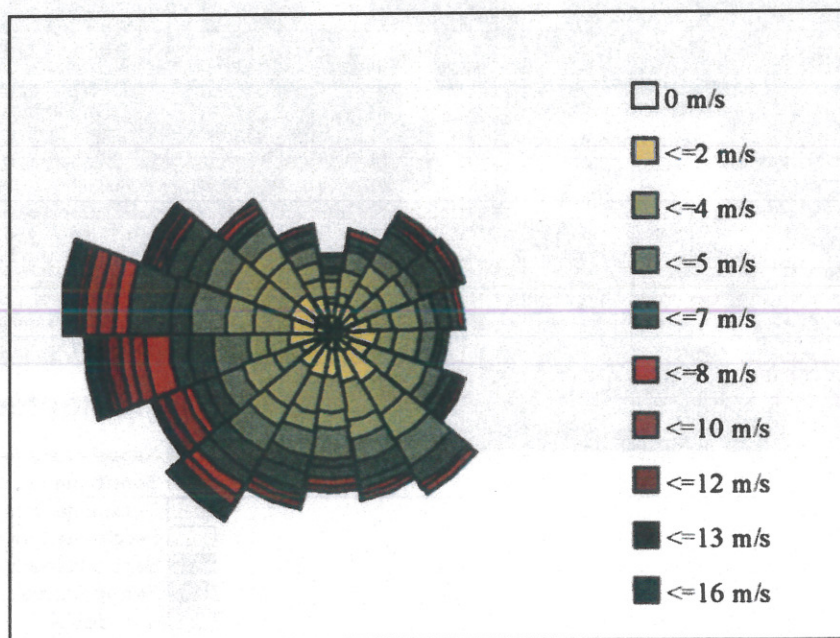 0 m/s
<=2 m/s
<=4 m/s
<=5 m/s
<=7 m/s
<=8 m/s
<=10 m/s
<=12 m/s
<=13 m/s
<=16 m/s